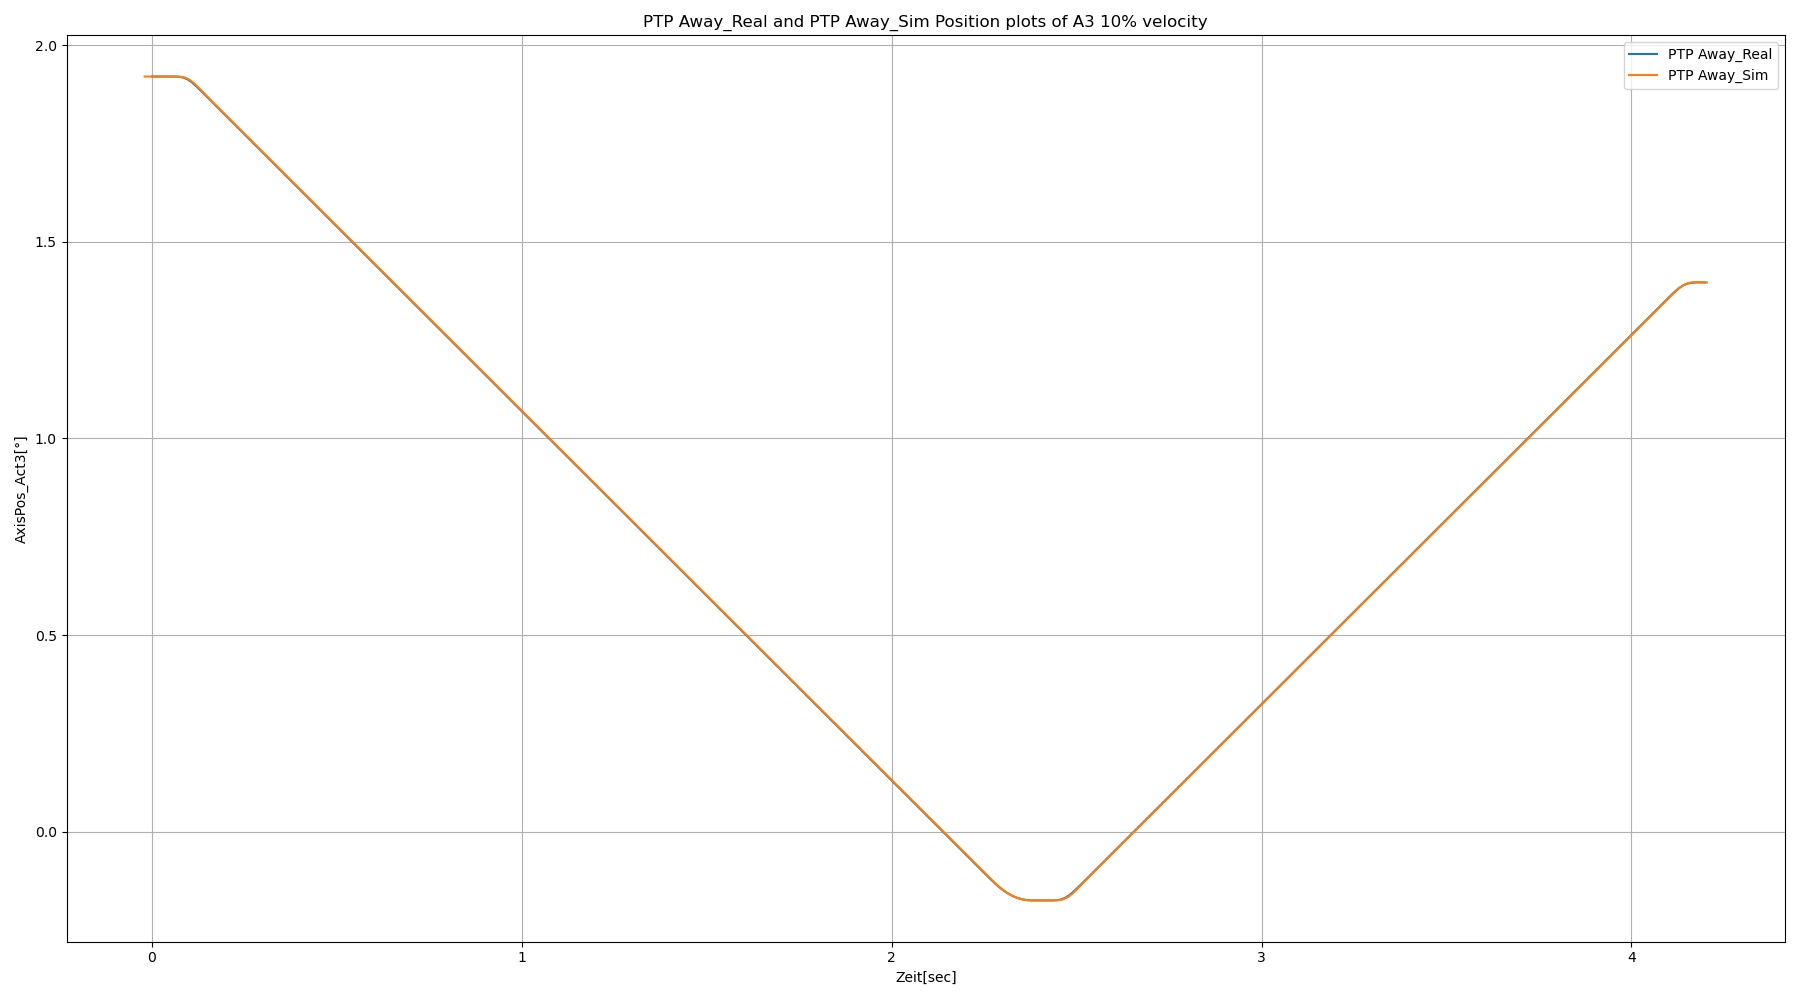 PTP Away_Real and PTP Away_Sim Position plots of A3 10% velocity
PTP Away_Real
PTP Away_Sim
2.0
1.5
1.0
0.5
0.0
AxisPos_Act3[°]
0 1 2 3 4
Zeit[sec]